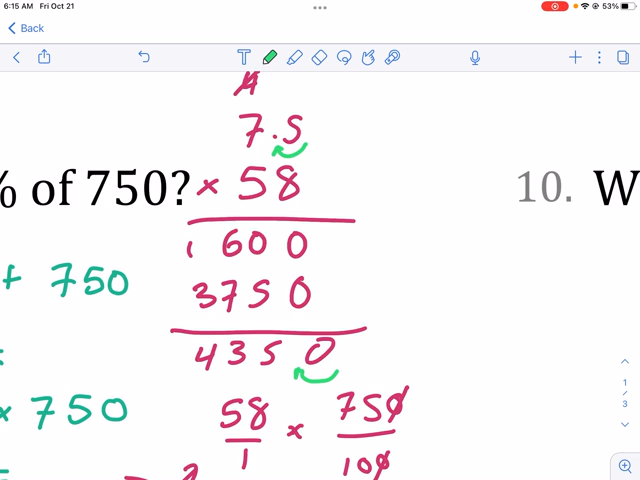 6:15 AM Fri Oct 21
53%
Back
7.5
% of 750? × 58
10. W
1 600
750
3750
4350
× 750
58/1 × 750/100
1
/
3